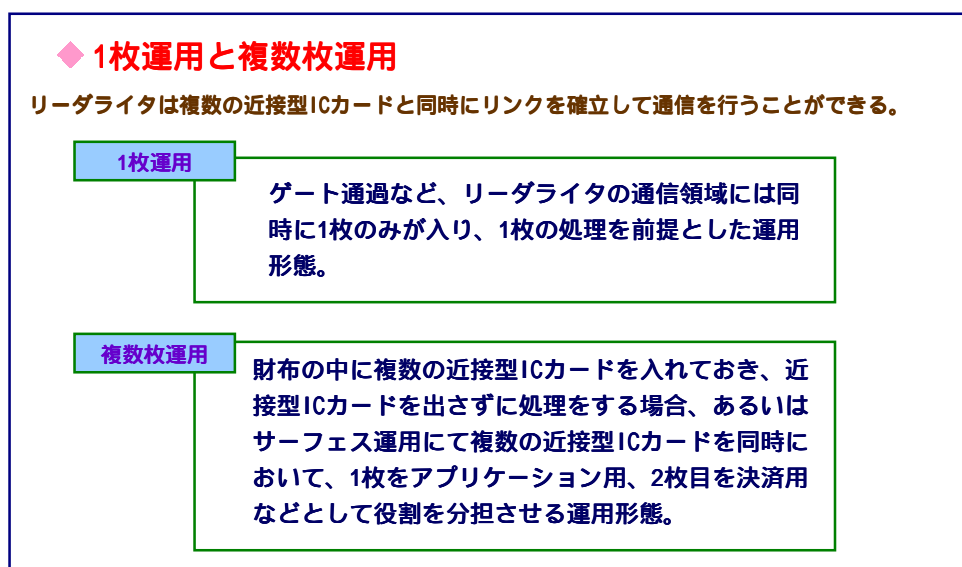 ◆ 1枚運用と複数枚運用
リーダライタは複数の近接型ICカードと同時にリンクを確立して通信を行うことができる。
1枚運用
ゲート通過など、リーダライタの通信領域には同
時に1枚のみが入り、1枚の処理を前提とした運用
形態。
複数枚運用
財布の中に複数の近接型ICカードを入れておき、近
接型ICカードを出さずに処理をする場合、あるいは
サーフェス運用にて複数の近接型ICカードを同時に
おいて、1枚をアプリケーション用、2枚目を決済用
などとして役割を分担させる運用形態。